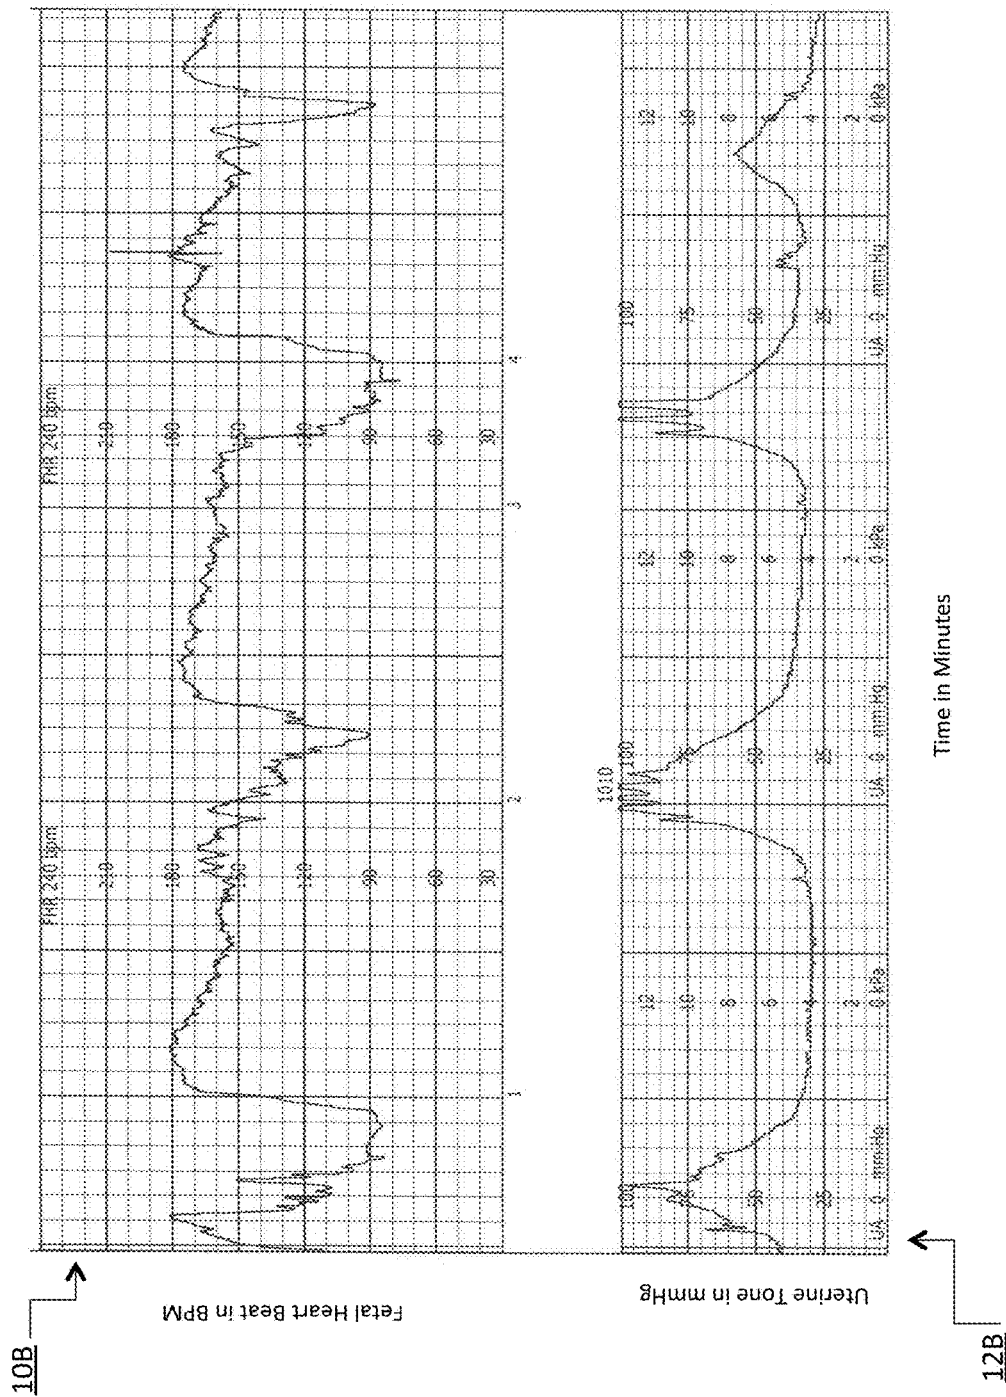 10B
Fetal Heart Beat in BPM
FHR 240 bpm FHR 240 bpm
210 210
180 180
150 150
120
90 90
60 60
30 30
1 2 3 4
1010
Uterine Tone in mmHg
100 100 100
12 12 12
75 75
10 10 10
8 8 8
50 50 50
6 6
4 4 4
25 25 25
2 2 2
UA 0 mmHg 0 kPa UA 0 mmHg 0 kPa UA 0 mmHg 0 kPa
Time in Minutes
12B